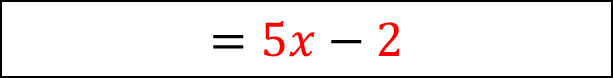 = 5x − 2